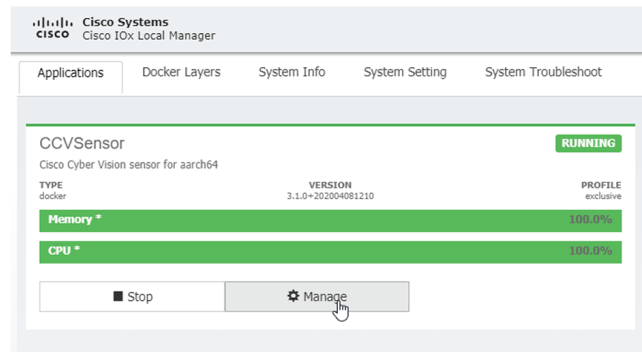 Cisco Systems
CISCO Cisco IOx Local Manager
Applications Docker Layers System Info System Setting System Troubleshoot
CCVSensor RUNNING
Cisco Cyber Vision sensor for aarch64
TYPE VERSION PROFILE
docker 3.1.0+202004081210 exclusive
Memory * 100.0%
CPU * 100.0%
Stop Manage